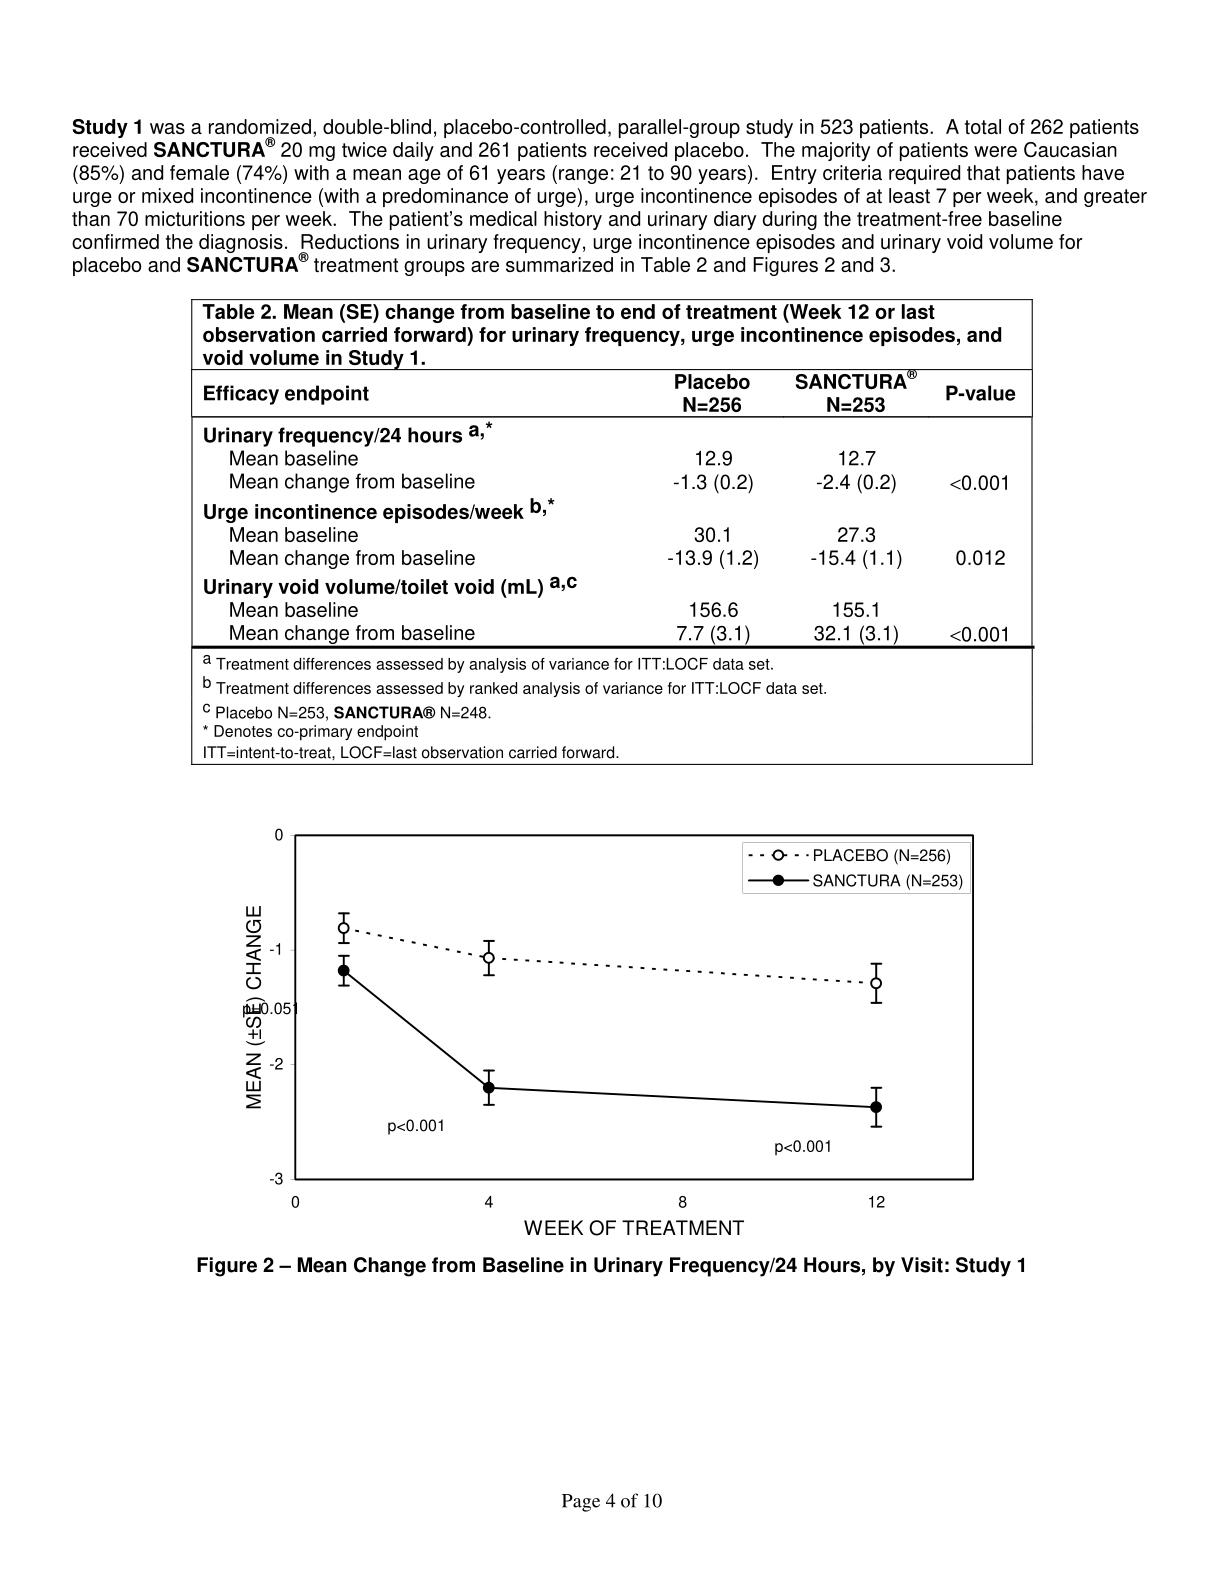 Study 1 was a randomized, double-blind, placebo-controlled, parallel-group study in 523 patients.  A total of 262 patients
received SANCTURA® 20 mg twice daily and 261 patients received placebo.  The majority of patients were Caucasian
(85%) and female (74%) with a mean age of 61 years (range: 21 to 90 years).  Entry criteria required that patients have
urge or mixed incontinence (with a predominance of urge), urge incontinence episodes of at least 7 per week, and greater
than 70 micturitions per week.  The patient's medical history and urinary diary during the treatment-free baseline
confirmed the diagnosis.  Reductions in urinary frequency, urge incontinence episodes and urinary void volume for
placebo and SANCTURA® treatment groups are summarized in Table 2 and Figures 2 and 3.
Table 2. Mean (SE) change from baseline to end of treatment (Week 12 or last
observation carried forward) for urinary frequency, urge incontinence episodes, and
void volume in Study 1.
Efficacy endpoint Placebo N=256 SANCTURA® N=253 P-value
Urinary frequency/24 hours a,*
Mean baseline 12.9 12.7
Mean change from baseline -1.3 (0.2) -2.4 (0.2) <0.001
Urge incontinence episodes/week b,*
Mean baseline 30.1 27.3
Mean change from baseline -13.9 (1.2) -15.4 (1.1) 0.012
Urinary void volume/toilet void (mL) a,c
Mean baseline 156.6 155.1
Mean change from baseline 7.7 (3.1) 32.1 (3.1) <0.001
a Treatment differences assessed by analysis of variance for ITT:LOCF data set.
b Treatment differences assessed by ranked analysis of variance for ITT:LOCF data set.
c Placebo N=253, SANCTURA® N=248.
* Denotes co-primary endpoint
ITT=intent-to-treat, LOCF=last observation carried forward.
0
PLACEBO (N=256)
SANCTURA (N=253)
MEAN (±SE) CHANGE
-1
p=0.051
-2
p<0.001
p<0.001
-3
0 4 8 12
WEEK OF TREATMENT
Figure 2 – Mean Change from Baseline in Urinary Frequency/24 Hours, by Visit: Study 1
Page 4 of 10